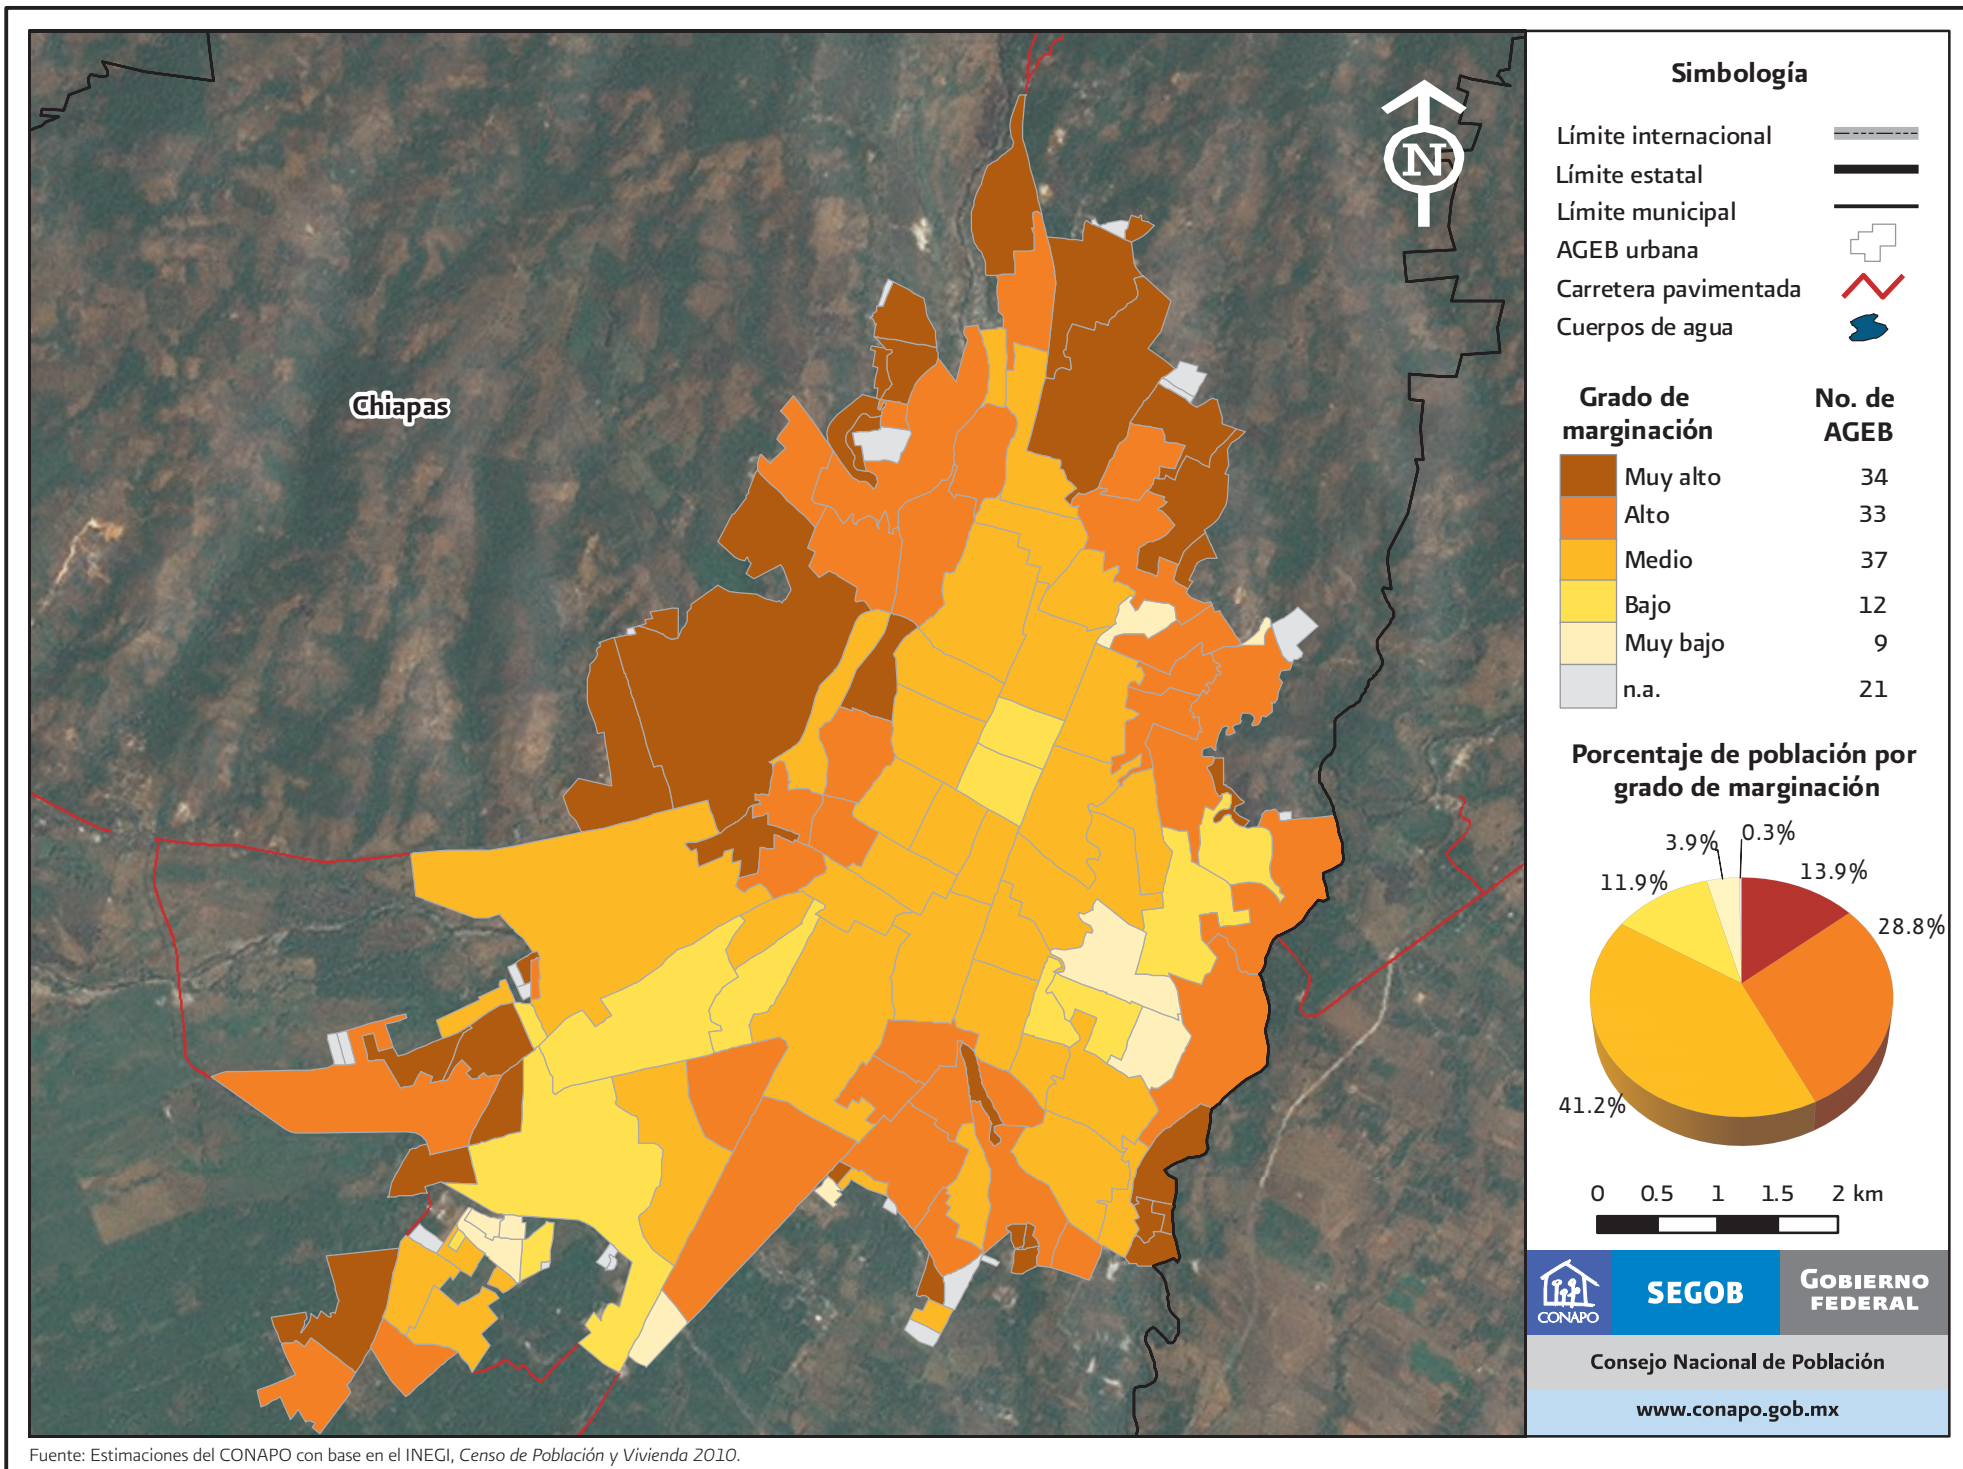 Chiapas
N
Simbología
Límite internacional
Límite estatal
Límite municipal
AGEB urbana
Carretera pavimentada
Cuerpos de agua
Grado de
marginación
No. de
AGEB
Muy alto 34
Alto 33
Medio 37
Bajo 12
Muy bajo 9
n.a. 21
Porcentaje de población por
grado de marginación
0.3%
3.9%
13.9%
11.9%
28.8%
41.2%
0 0.5 1 1.5 2 km
CONAPO
SEGOB
GOBIERNO
FEDERAL
Consejo Nacional de Población
www.conapo.gob.mx
Fuente: Estimaciones del CONAPO con base en el INEGI, Censo de Población y Vivienda 2010.